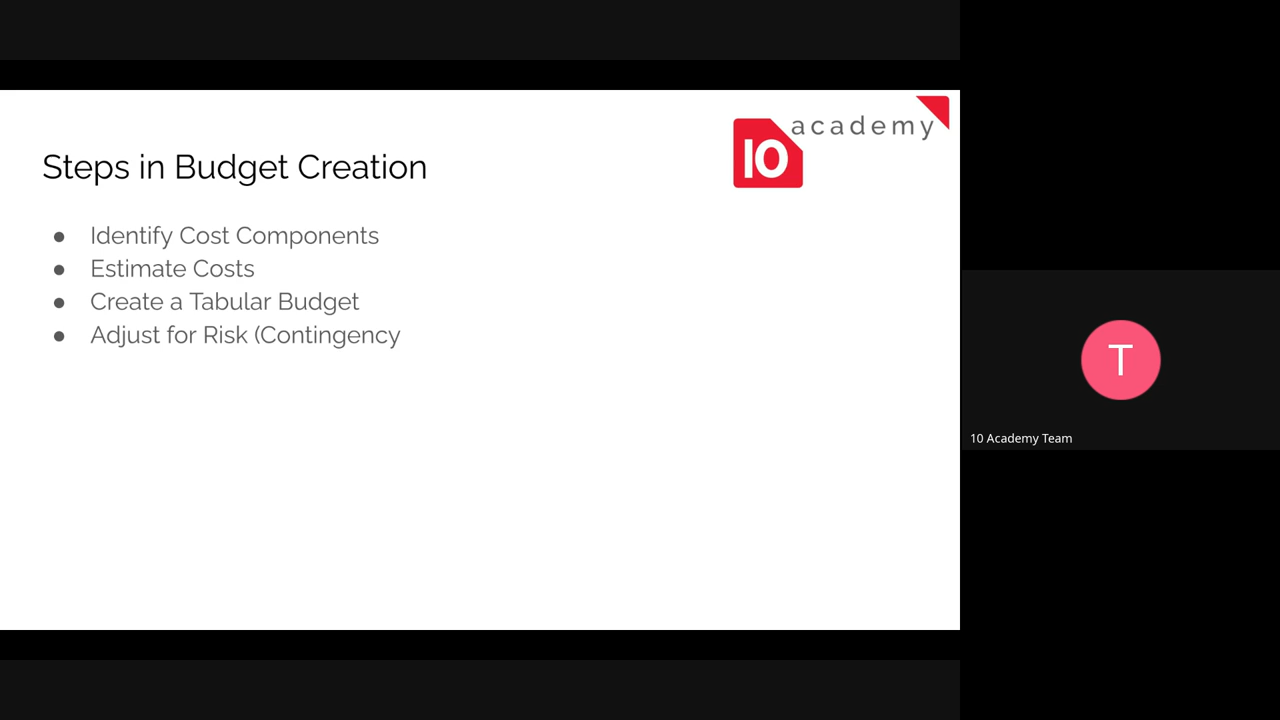 academy
10
Steps in Budget Creation
● Identify Cost Components
● Estimate Costs
● Create a Tabular Budget
● Adjust for Risk (Contingency
T
10 Academy Team